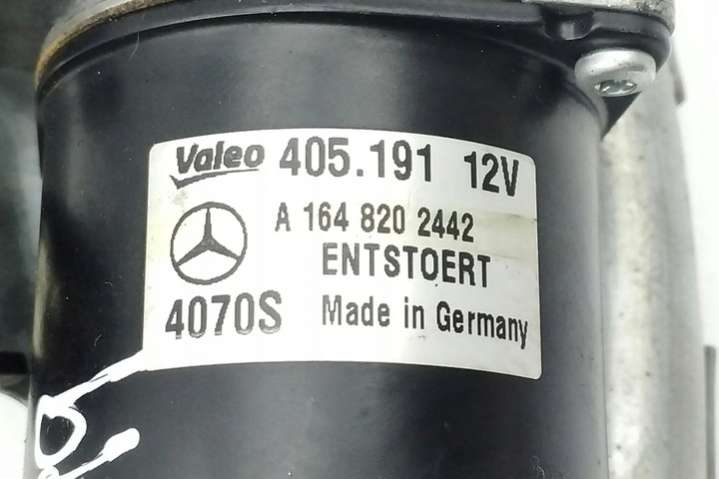 Valeo 405.191 12V
A 164 820 2442
ENTSTOERT
4070S Made in Germany